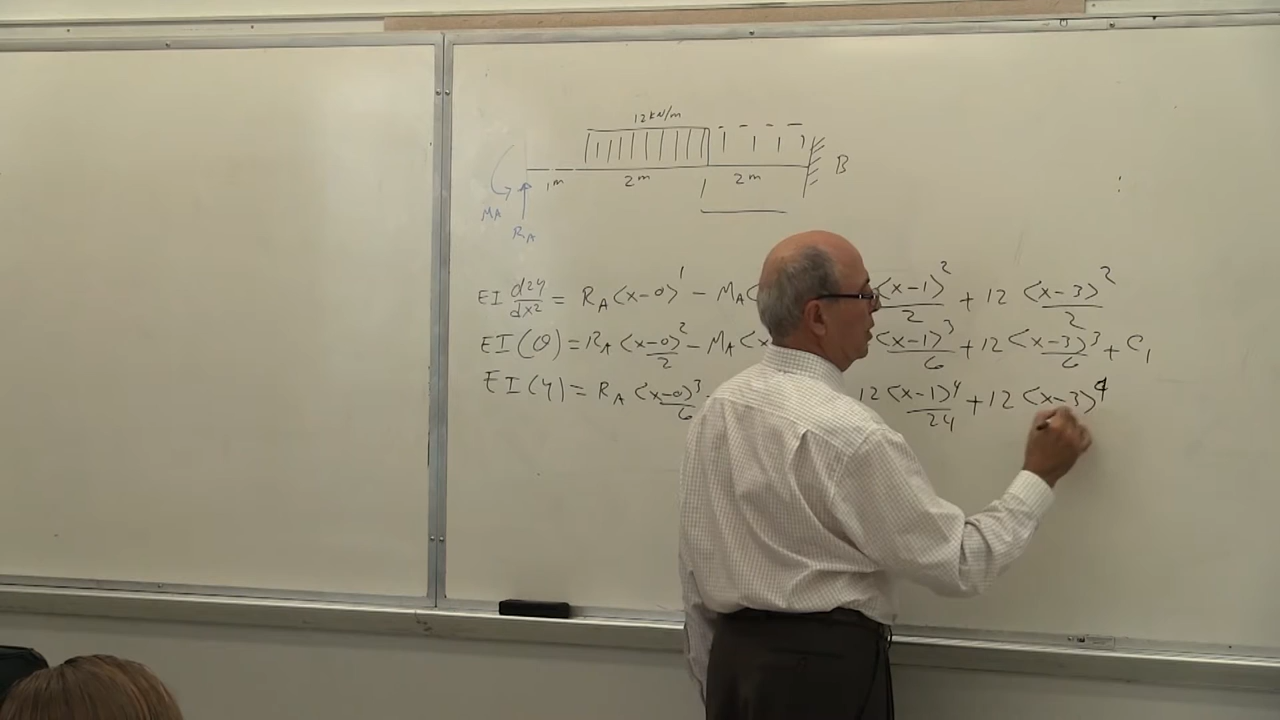 12kN/m
1m 2m 2m B
MA
RA
EI d2y/dx2 = RA<x-0>^1 - MA< <x-1>^2/2 + 12 <x-3>^2/2
EI(θ) = RA<x-0>^2/2 - MA<x <x-1>^3/6 + 12<x-3>^3/6 + C1
EI(y) = RA<x-0>^3/6 12<x-1>^4/24 + 12<x-3>^4